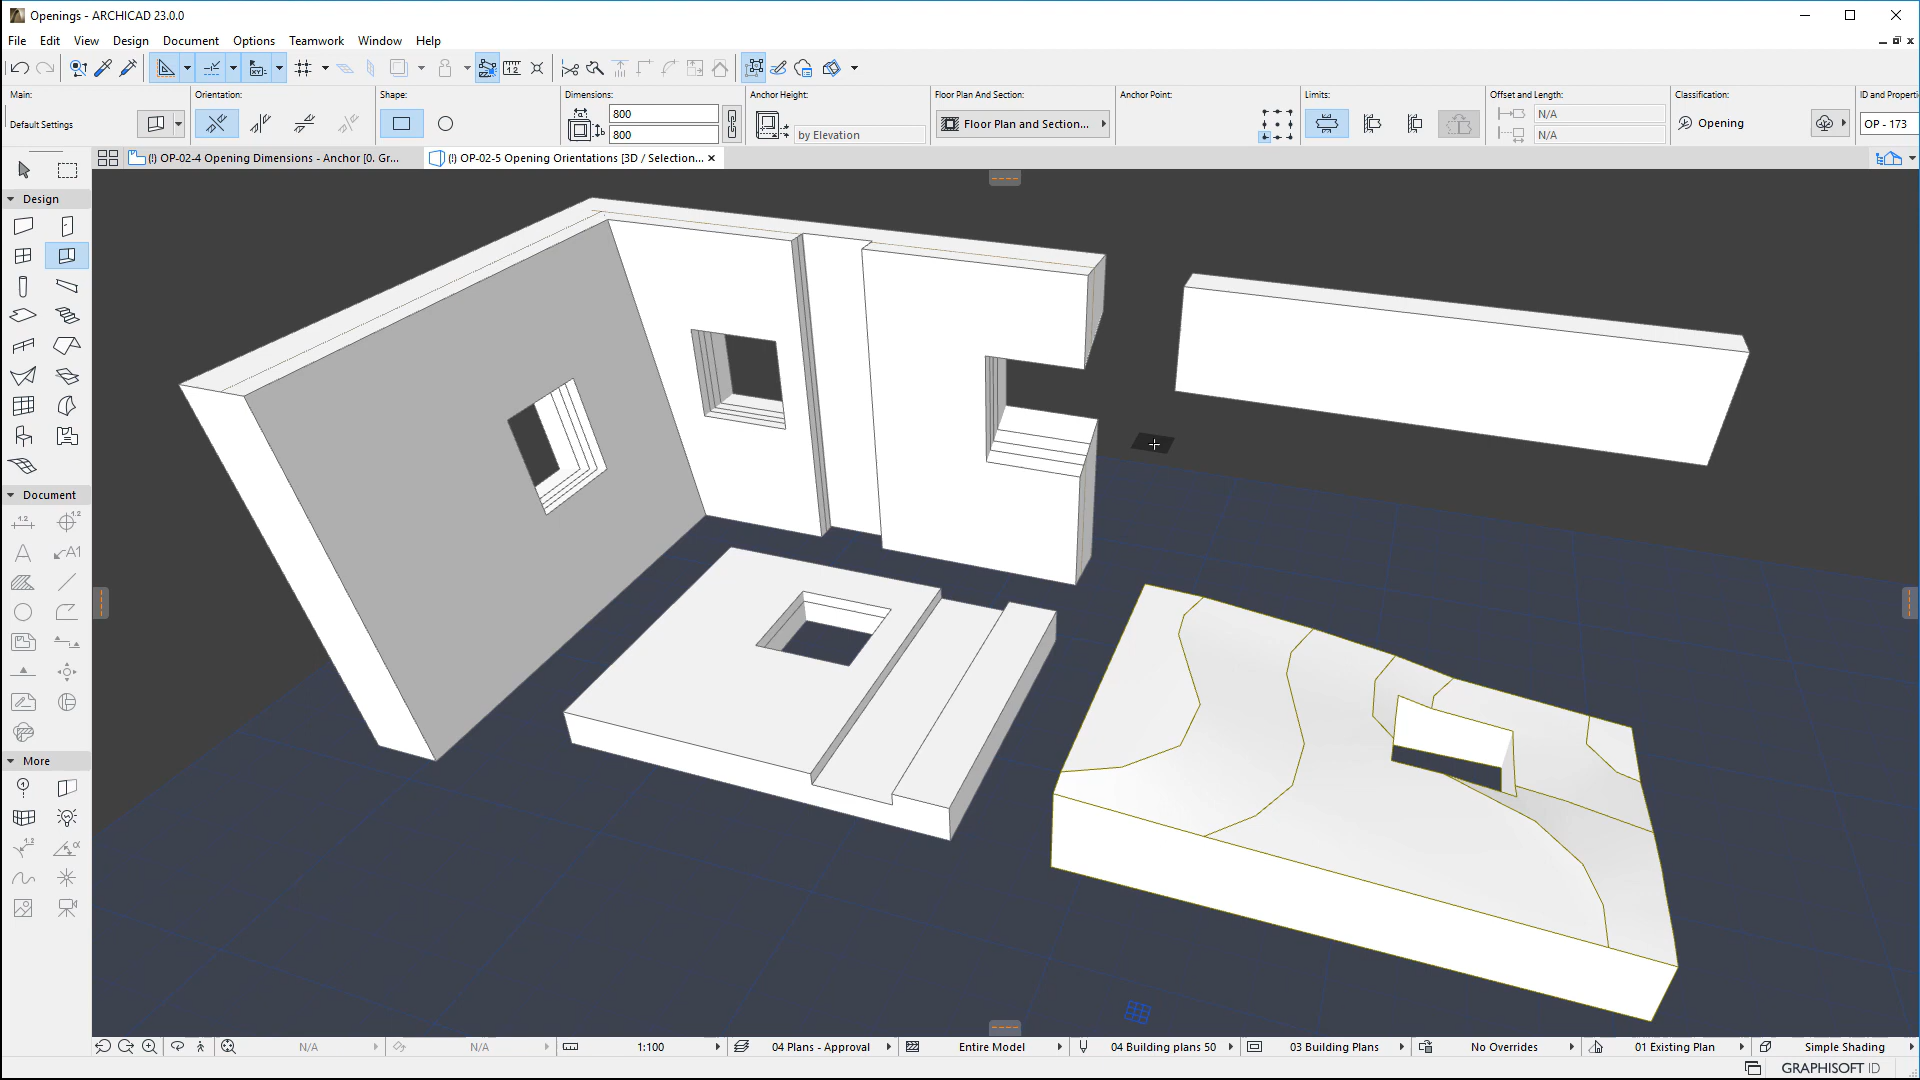 Openings - ARCHICAD 23.0.0
File Edit View Design Document Options Teamwork Window Help
Main: Orientation: Shape: Dimensions: Anchor Height: Floor Plan And Section: Anchor Point: Limits: Offset and Length: Classification: ID and Properti
800 N/A
Default Settings Floor Plan and Section... Opening OP - 173
800 by Elevation N/A
(!) OP-02-4 Opening Dimensions - Anchor [0. Gr... (!) OP-02-5 Opening Orientations [3D / Selection...
Design
Document
More
N/A N/A 1:100 04 Plans - Approval Entire Model 04 Building plans 50 03 Building Plans No Overrides 01 Existing Plan Simple Shading
GRAPHISOFT ID